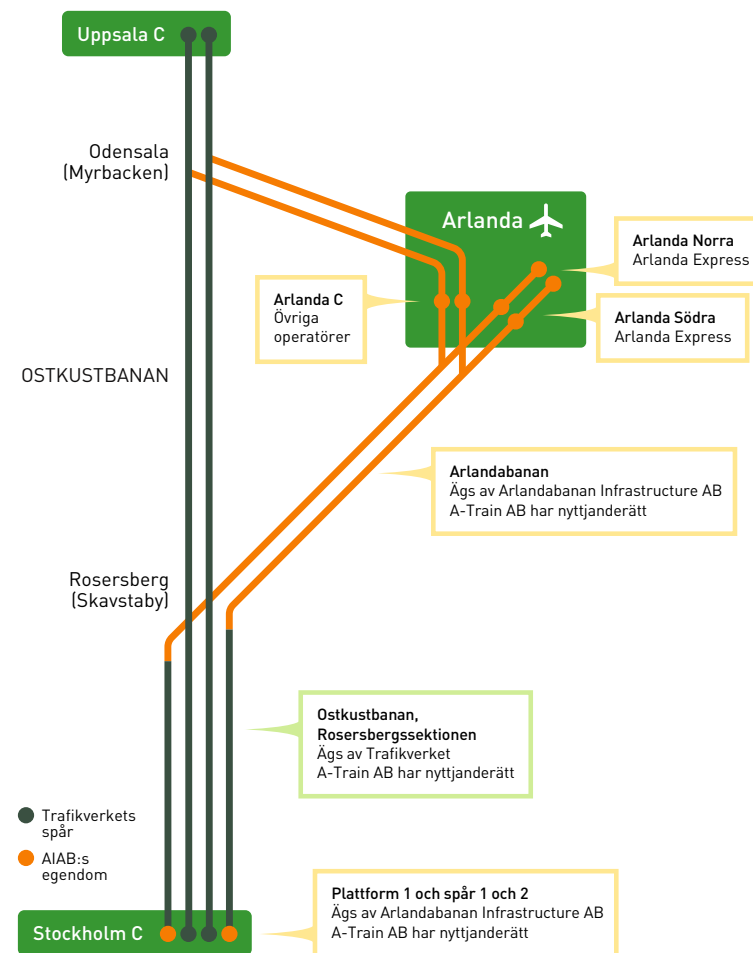 Uppsala C
Odensala
(Myrbacken)
Arlanda
Arlanda Norra
Arlanda Express
Arlanda C
Övriga
operatörer
Arlanda Södra
Arlanda Express
OSTKUSTBANAN
Arlandabanan
Ägs av Arlandabanan Infrastructure AB
A-Train AB har nyttjanderätt
Rosersberg
(Skavstaby)
Ostkustbanan,
Rosersbergssektionen
Ägs av Trafikverket
A-Train AB har nyttjanderätt
Trafikverkets
spår
AIAB:s
egendom
Plattform 1 och spår 1 och 2
Ägs av Arlandabanan Infrastructure AB
A-Train AB har nyttjanderätt
Stockholm C